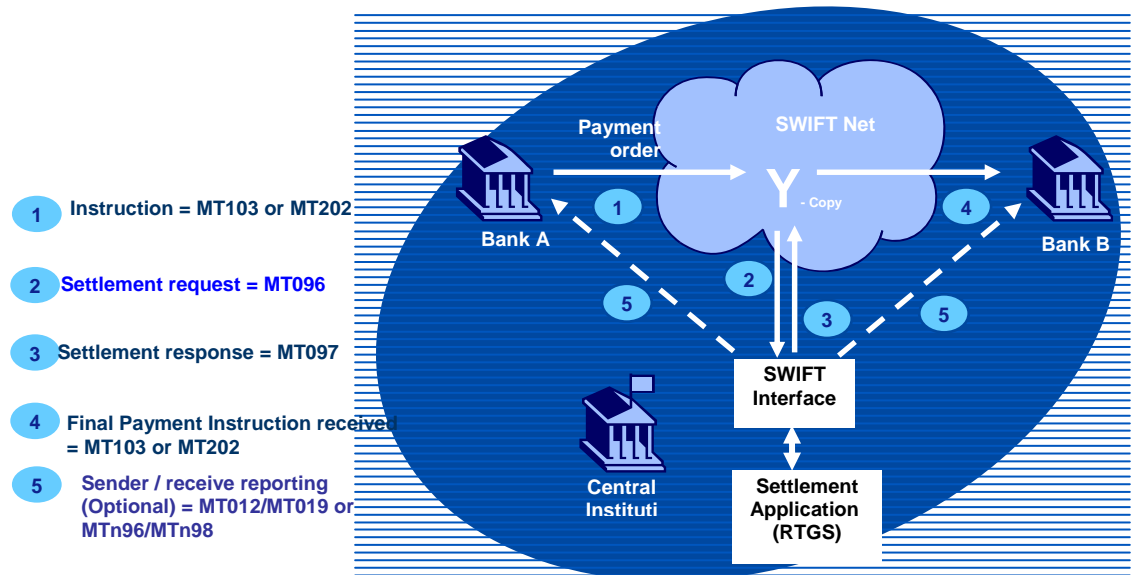 1
Instruction = MT103 or MT202
2
Settlement request = MT096
3
Settlement response = MT097
4
Final Payment Instruction received
= MT103 or MT202
5
Sender / receive reporting
(Optional) = MT012/MT019 or
MTn96/MTn98
Payment
order
SWIFT Net
Y - Copy
1
4
Bank A
Bank B
2
5
3
5
SWIFT
Interface
Central
Instituti
Settlement
Application
(RTGS)